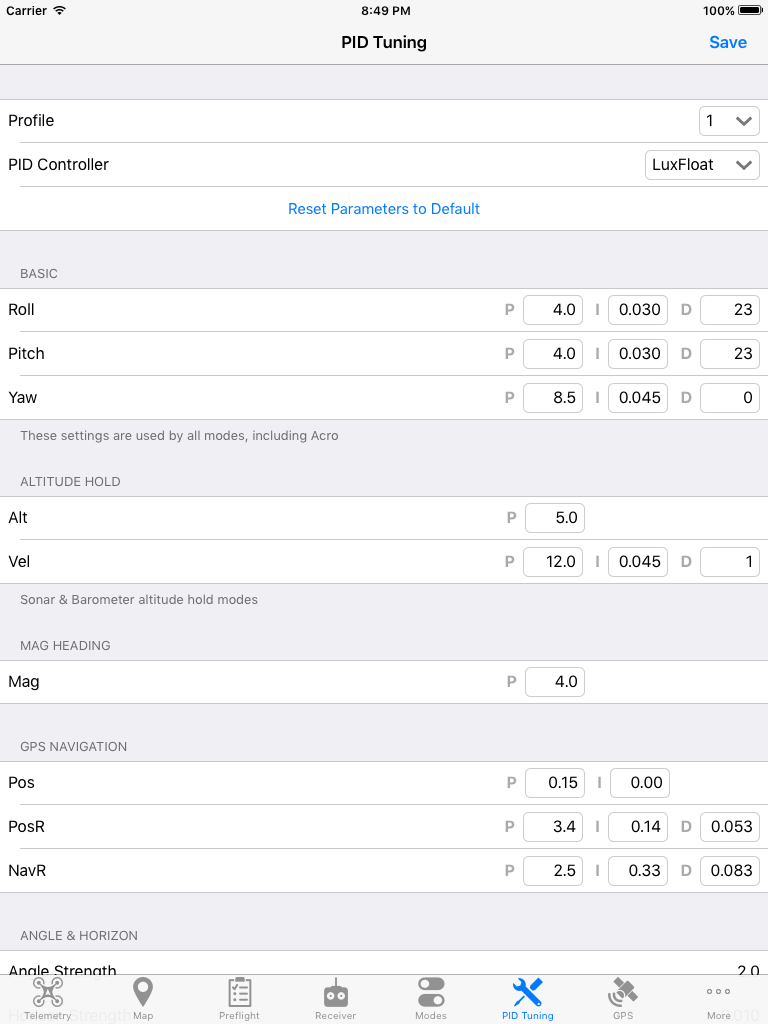 Carrier 8:49 PM 100%
PID Tuning Save
Profile 1
PID Controller LuxFloat
Reset Parameters to Default
BASIC
Roll P 4.0 I 0.030 D 23
Pitch P 4.0 I 0.030 D 23
Yaw P 8.5 I 0.045 D 0
These settings are used by all modes, including Acro
ALTITUDE HOLD
Alt P 5.0
Vel P 12.0 I 0.045 D 1
Sonar & Barometer altitude hold modes
MAG HEADING
Mag P 4.0
GPS NAVIGATION
Pos P 0.15 I 0.00
PosR P 3.4 I 0.14 D 0.053
NavR P 2.5 I 0.33 D 0.083
ANGLE & HORIZON
Angle Strength 2.0
Telemetry Map Preflight Receiver Modes PID Tuning GPS More